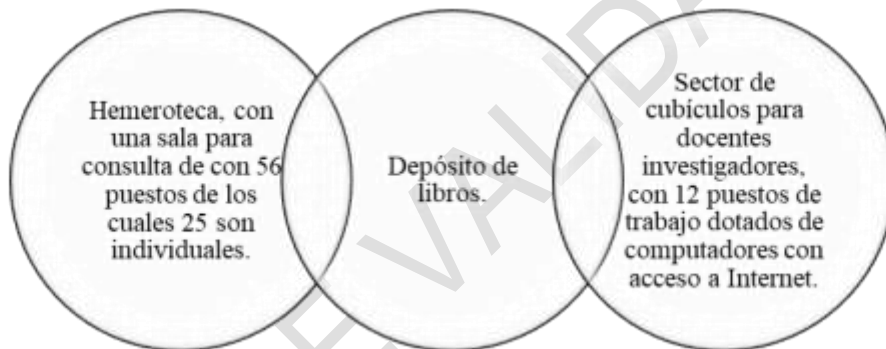 Hemeroteca, con
una sala para
consulta de con 56
puestos de los
cuales 25 son
individuales.
Depósito de
libros.
Sector de
cubículos para
docentes
investigadores,
con 12 puestos de
trabajo dotados de
computadores con
acceso a Internet.